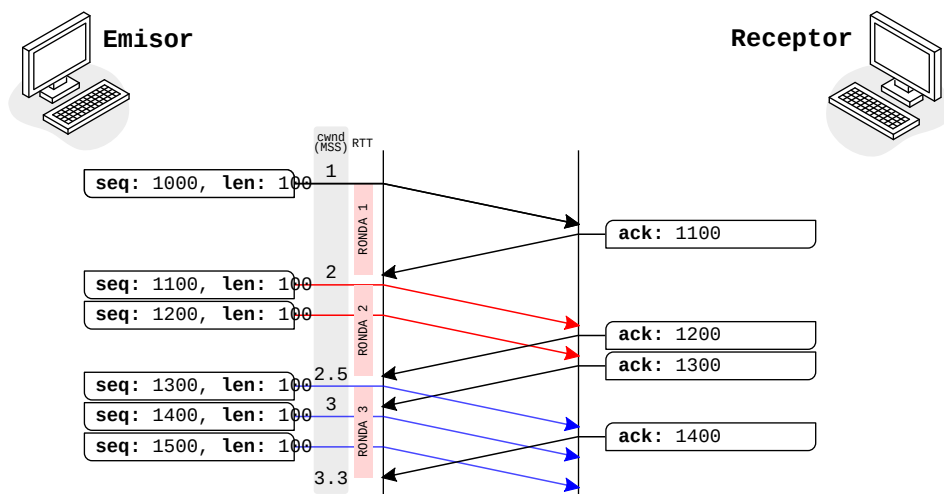 Emisor
Receptor
cwnd
(MSS)
RTT
1
seq: 1000, len: 100
RONDA 1
ack: 1100
2
seq: 1100, len: 100
seq: 1200, len: 100
RONDA 2
ack: 1200
ack: 1300
2.5
seq: 1300, len: 100
3
seq: 1400, len: 100
seq: 1500, len: 100
RONDA 3
ack: 1400
3.3